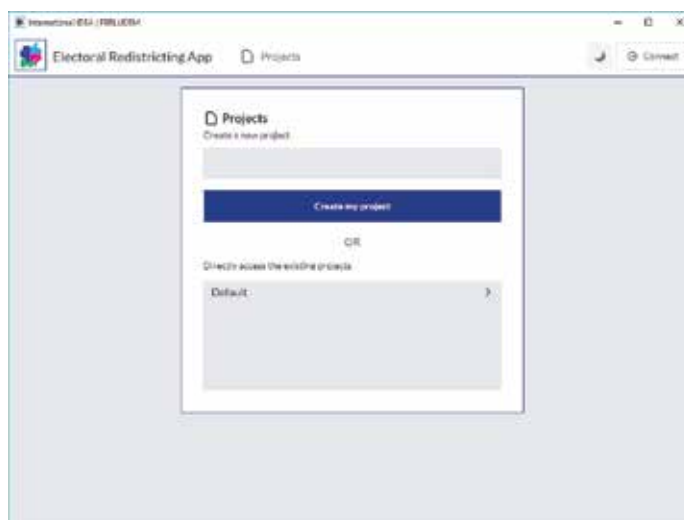 International IDEA
Electoral Redistricting App
Projects
Connect
Projects
Create a new project
Create my project
OR
Directly access the existing projects
Default